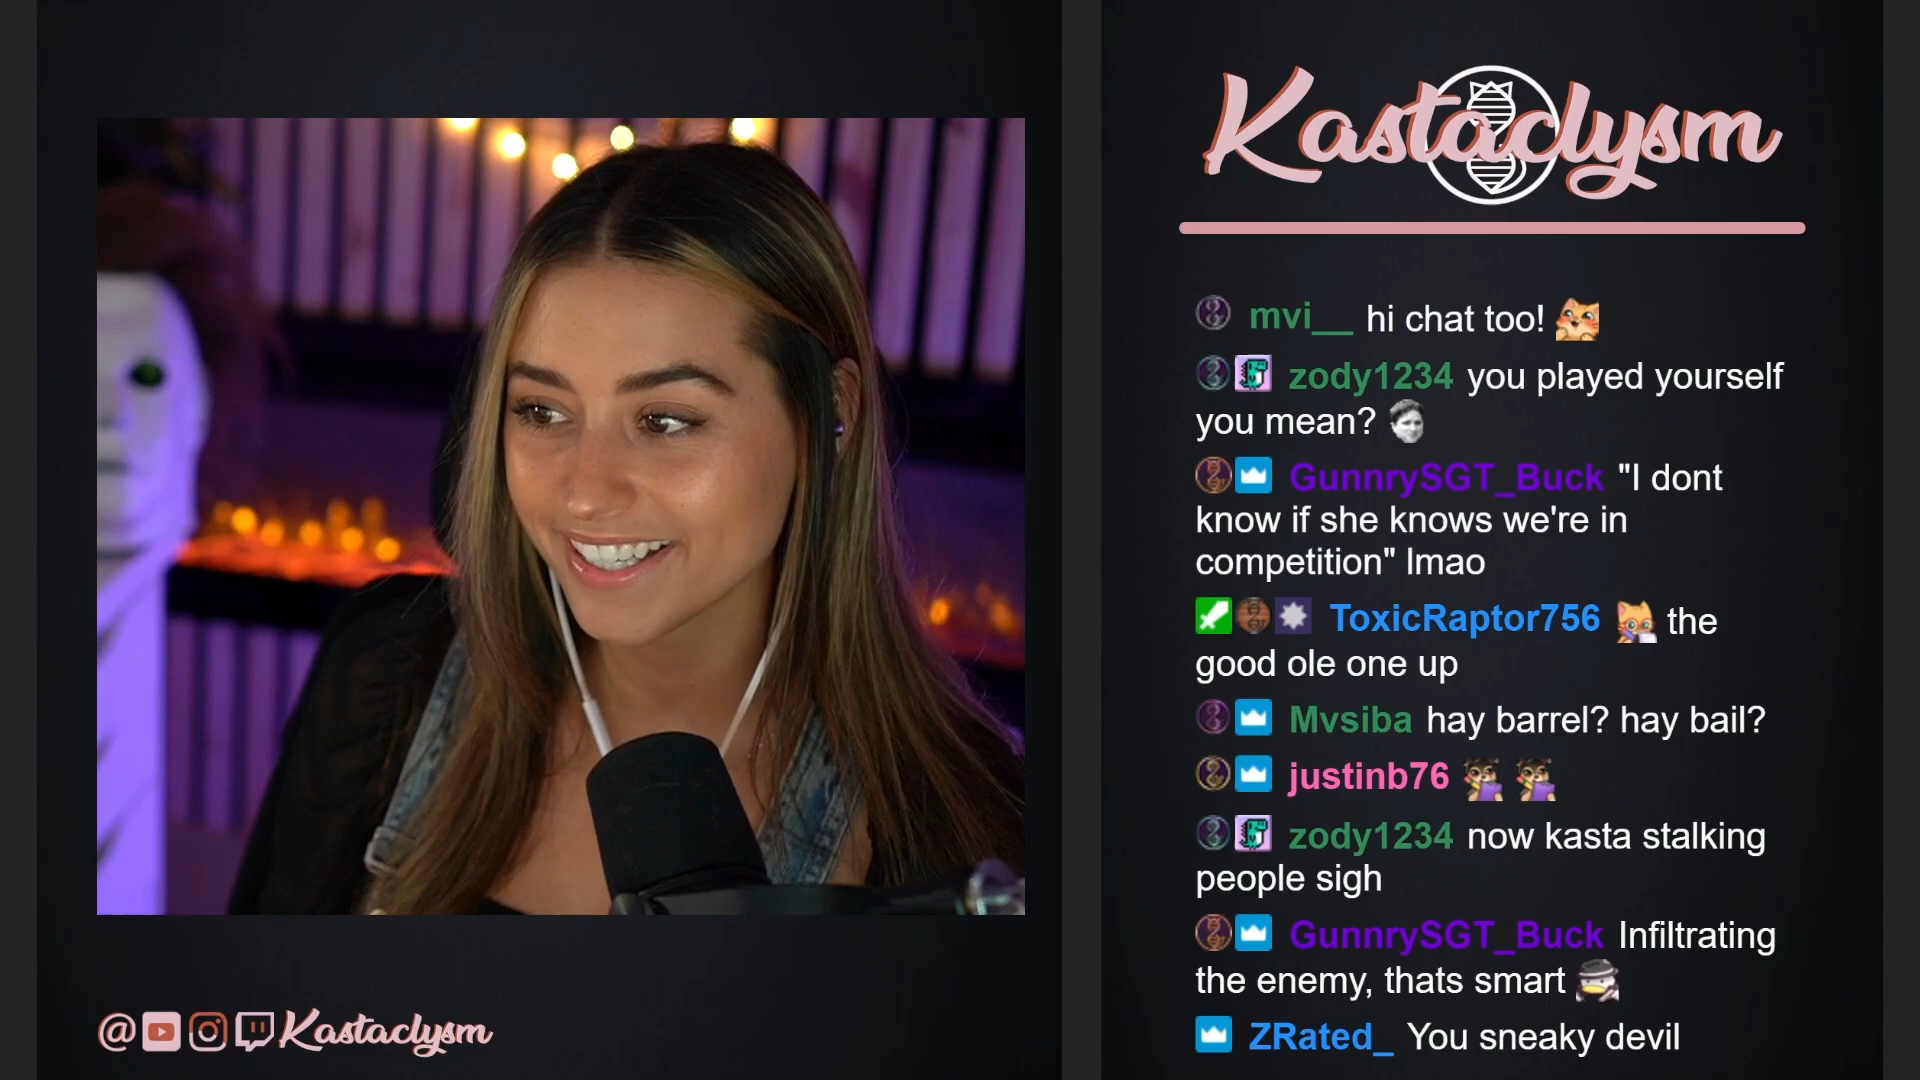 Kastaclysm
mvi__ hi chat too!
zody1234 you played yourself
you mean?
GunnrySGT_Buck "I dont
know if she knows we're in
competition" lmao
ToxicRaptor756 the
good ole one up
Mvsiba hay barrel? hay bail?
justinb76
zody1234 now kasta stalking
people sigh
GunnrySGT_Buck Infiltrating
the enemy, thats smart
ZRated_ You sneaky devil
@ Kastaclysm